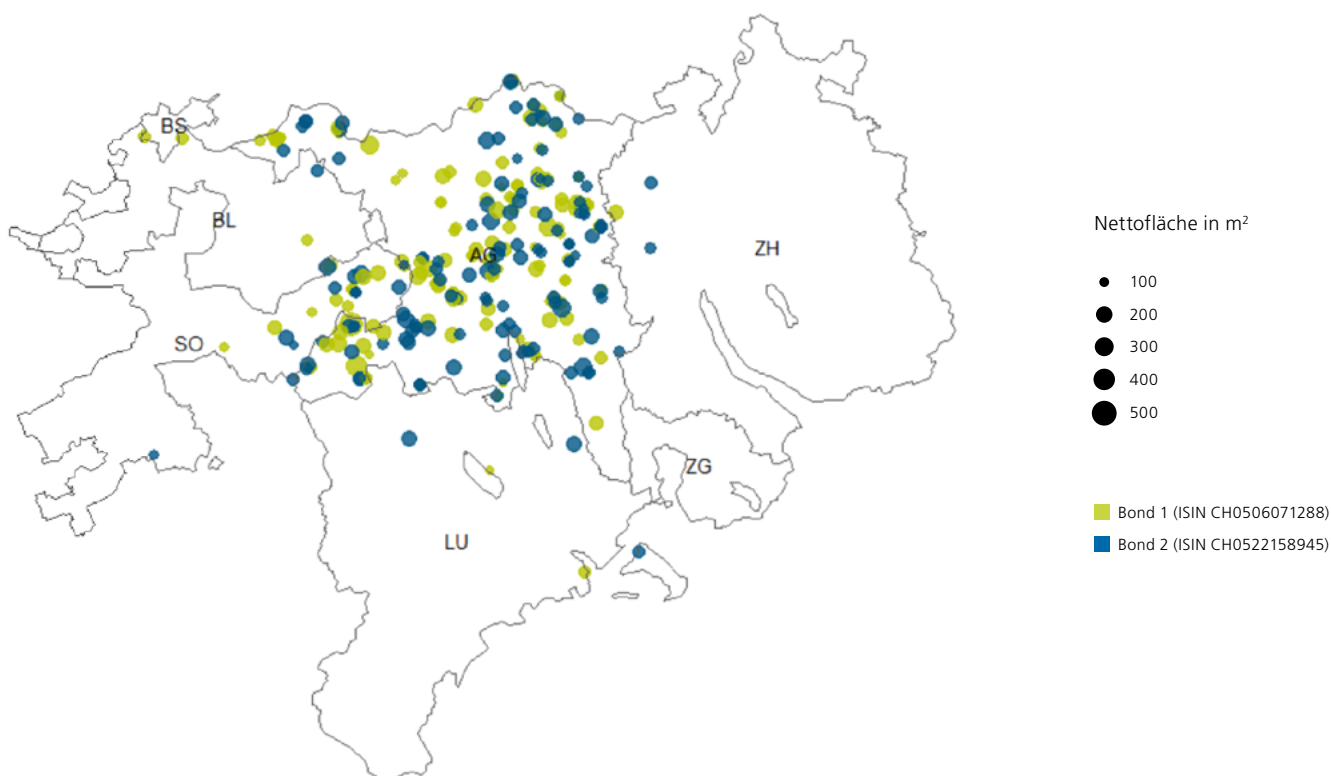 BS
BL
AG
ZH
SO
ZG
LU
Nettofläche in m²
100
200
300
400
500
Bond 1 (ISIN CH0506071288)
Bond 2 (ISIN CH0522158945)